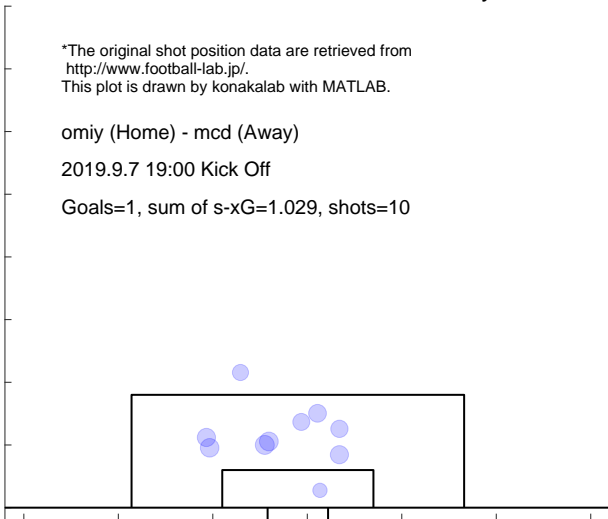 *The original shot position data are retrieved from
http://www.football-lab.jp/.
This plot is drawn by konakalab with MATLAB.
omiy (Home) - mcd (Away)
2019.9.7 19:00 Kick Off
Goals=1, sum of s-xG=1.029, shots=10